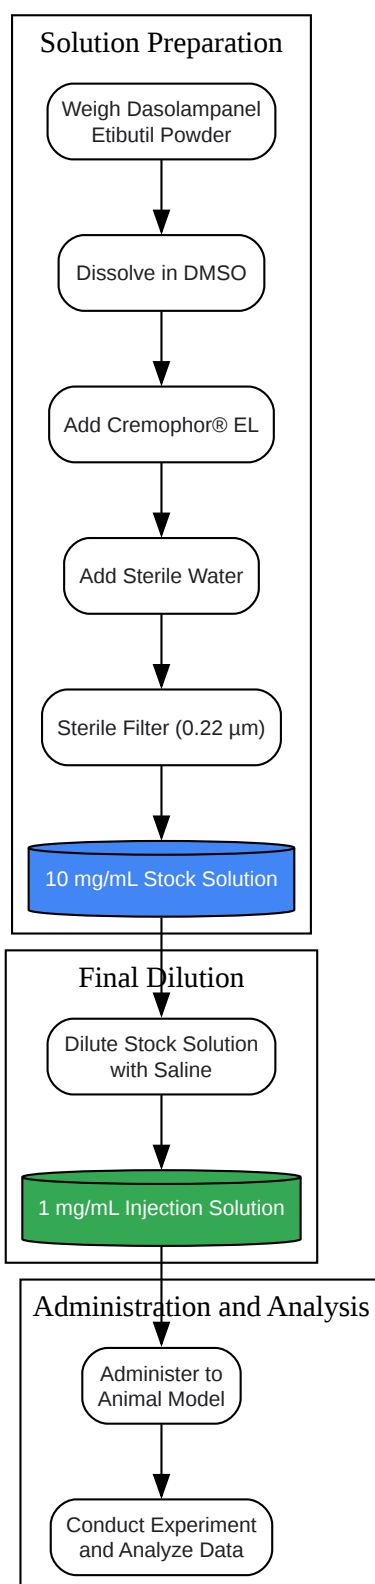 Solution Preparation
Weigh Dasolampanel
Etibutil Powder
Dissolve in DMSO
Add Cremophor® EL
Add Sterile Water
Sterile Filter (0.22 µm)
10 mg/mL Stock Solution
Final Dilution
Dilute Stock Solution
with Saline
1 mg/mL Injection Solution
Administration and Analysis
Administer to
Animal Model
Conduct Experiment
and Analyze Data